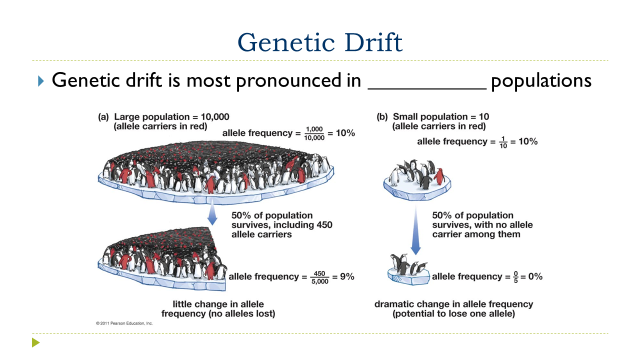 Genetic Drift
Genetic drift is most pronounced in ___________ populations
(a) Large population = 10,000
(allele carriers in red)
allele frequency = 1,000/10,000 = 10%
50% of population
survives, including 450
allele carriers
allele frequency = 450/5,000 = 9%
little change in allele
frequency (no alleles lost)
(b) Small population = 10
(allele carriers in red)
allele frequency = 1/10 = 10%
50% of population
survives, with no allele
carrier among them
allele frequency = 0/5 = 0%
dramatic change in allele frequency
(potential to lose one allele)
© 2011 Pearson Education, Inc.